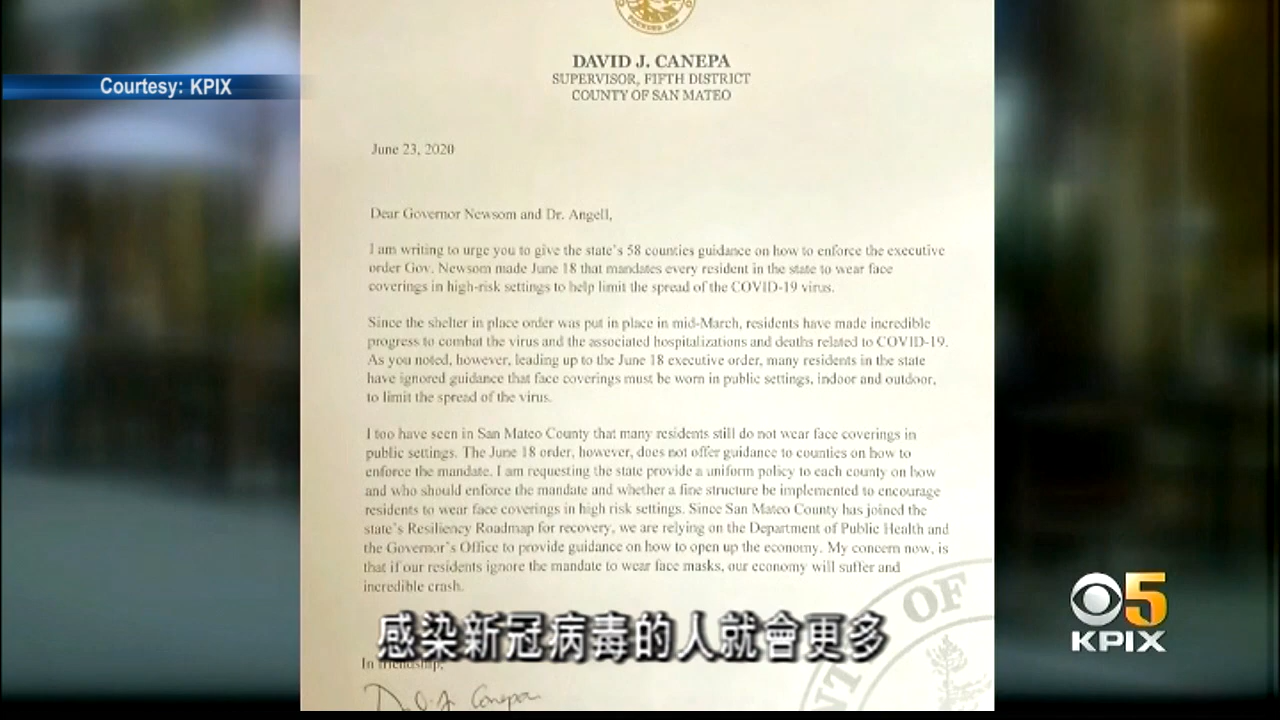 DAVID J. CANEPA
SUPERVISOR, FIFTH DISTRICT
COUNTY OF SAN MATEO
Courtesy: KPIX
June 23, 2020
Dear Governor Newsom and Dr. Angell,
I am writing to urge you to give the state's 58 counties guidance on how to enforce the executive
order Gov. Newsom made June 18 that mandates every resident in the state to wear face
coverings in high-risk settings to help limit the spread of the COVID-19 virus.
Since the shelter in place order was put in place in mid-March, residents have made incredible
progress to combat the virus and the associated hospitalizations and deaths related to COVID-19.
As you noted, however, leading up to the June 18 executive order, many residents in the state
have ignored guidance that face coverings must be worn in public settings, indoor and outdoor,
to limit the spread of the virus.
I too have seen in San Mateo County that many residents still do not wear face coverings in
public settings. The June 18 order, however, does not offer guidance to counties on how to
enforce the mandate. I am requesting the state provide a uniform policy to each county on how
and who should enforce the mandate and whether a fine structure be implemented to encourage
residents to wear face coverings in high risk settings. Since San Mateo County has joined the
state's Resiliency Roadmap for recovery, we are relying on the Department of Public Health and
the Governor's Office to provide guidance on how to open up the economy. My concern now, is
that if our residents ignore the mandate to wear face masks, our economy will suffer and
incredible crash.
感染新冠病毒的人就會更多
In friendship,
OF
5
KPIX